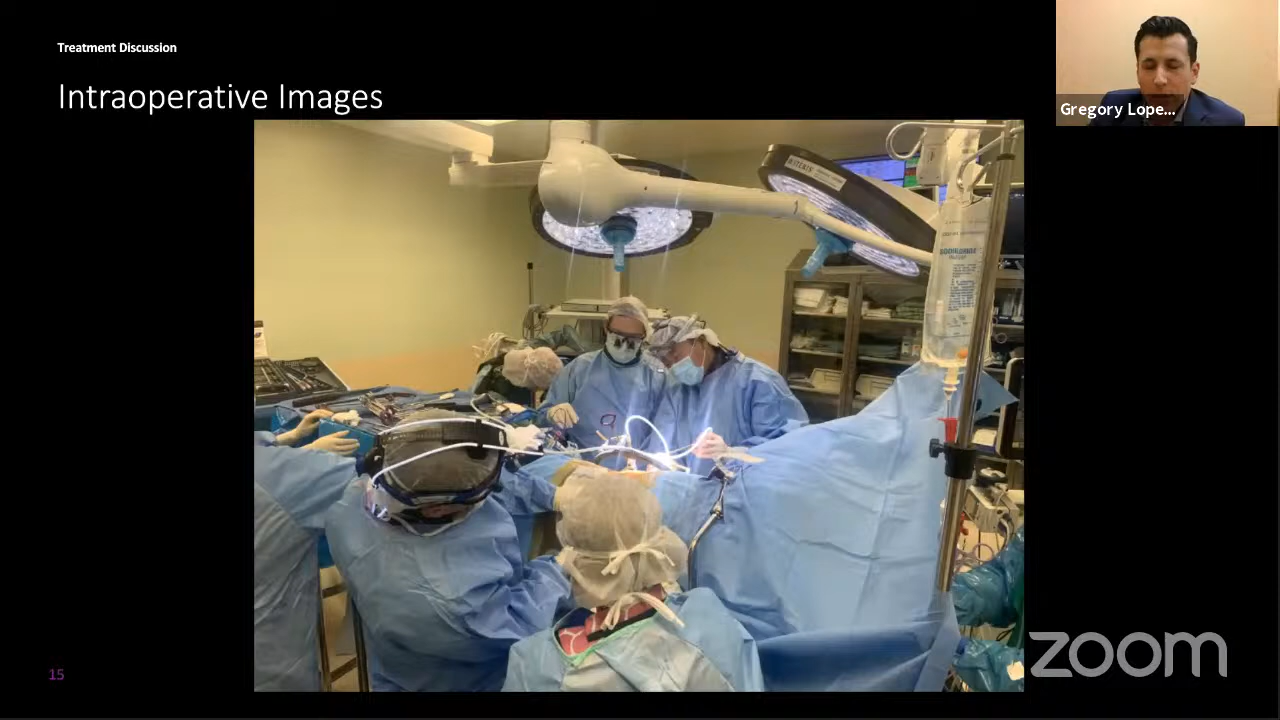 Treatment Discussion
Intraoperative Images
Gregory Lope...
15
zoom